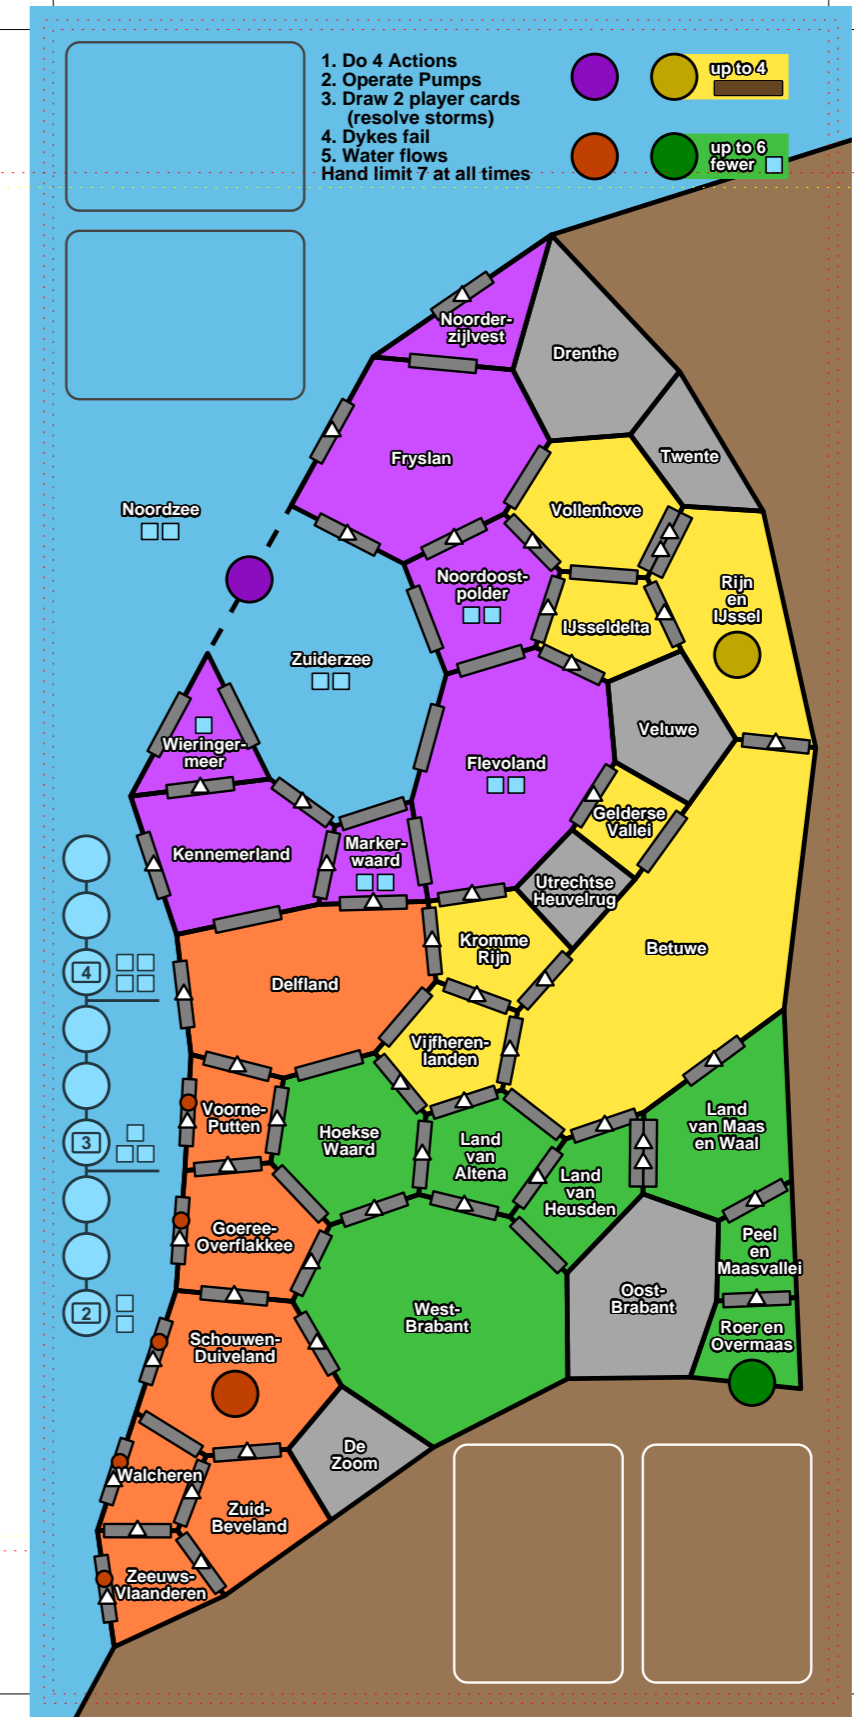 1. Do 4 Actions
2. Operate Pumps
3. Draw 2 player cards
(resolve storms)
4. Dykes fail
5. Water flows
Hand limit 7 at all times
up to 4
up to 6
fewer
Noorder-
zijlvest
Drenthe
Fryslan
Twente
Vollenhove
Noordzee
Noordoost-
polder
Rijn
en
IJssel
IJsseldelta
Zuiderzee
Veluwe
Wieringer-
meer
Flevoland
Gelderse
Vallei
Kennemerland
Marker-
waard
Utrechtse
Heuvelrug
Kromme
Rijn
Betuwe
4
Delfland
Vijfheren-
landen
Voorne-
Putten
Hoekse
Waard
Land
van
Altena
Land
van Maas
en Waal
3
Land
van
Heusden
Goeree-
Overflakkee
Peel
en
Maasvallei
Oost-
Brabant
West-
Brabant
2
Roer en
Overmaas
Schouwen-
Duiveland
De
Zoom
Walcheren
Zuid-
Beveland
Zeeuws-
Vlaanderen